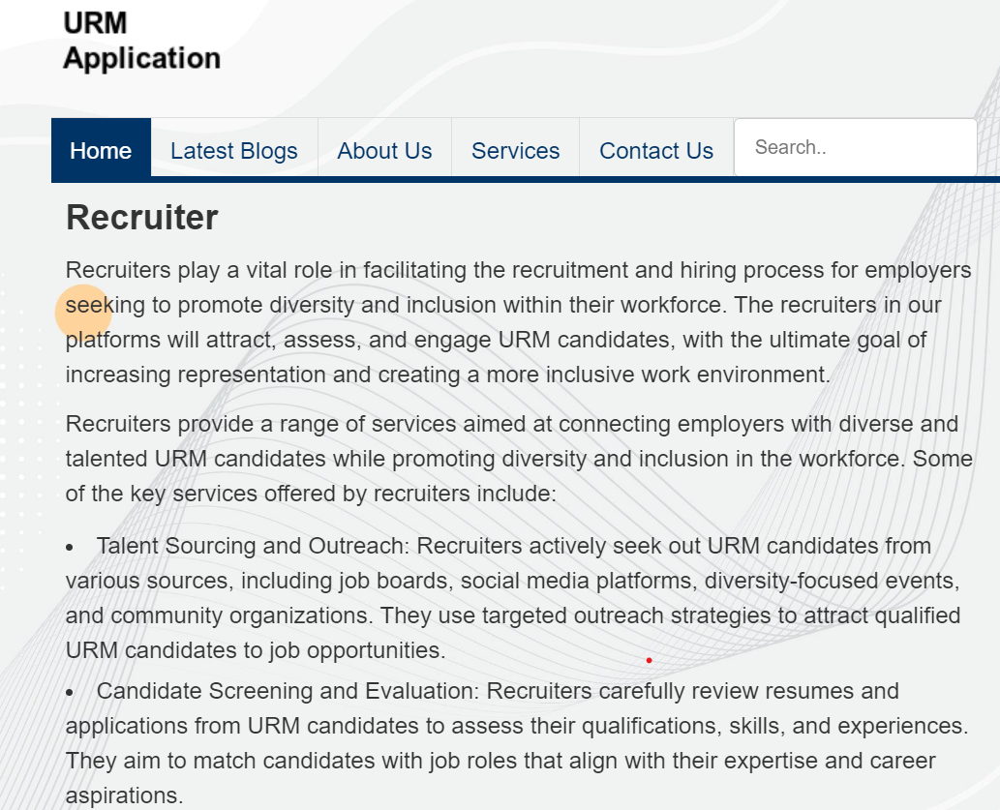 URM
Application
Home Latest Blogs About Us Services Contact Us Search..
Recruiter
Recruiters play a vital role in facilitating the recruitment and hiring process for employers
seeking to promote diversity and inclusion within their workforce. The recruiters in our
platforms will attract, assess, and engage URM candidates, with the ultimate goal of
increasing representation and creating a more inclusive work environment.
Recruiters provide a range of services aimed at connecting employers with diverse and
talented URM candidates while promoting diversity and inclusion in the workforce. Some
of the key services offered by recruiters include:
• Talent Sourcing and Outreach: Recruiters actively seek out URM candidates from
various sources, including job boards, social media platforms, diversity-focused events,
and community organizations. They use targeted outreach strategies to attract qualified
URM candidates to job opportunities.
• Candidate Screening and Evaluation: Recruiters carefully review resumes and
applications from URM candidates to assess their qualifications, skills, and experiences.
They aim to match candidates with job roles that align with their expertise and career
aspirations.